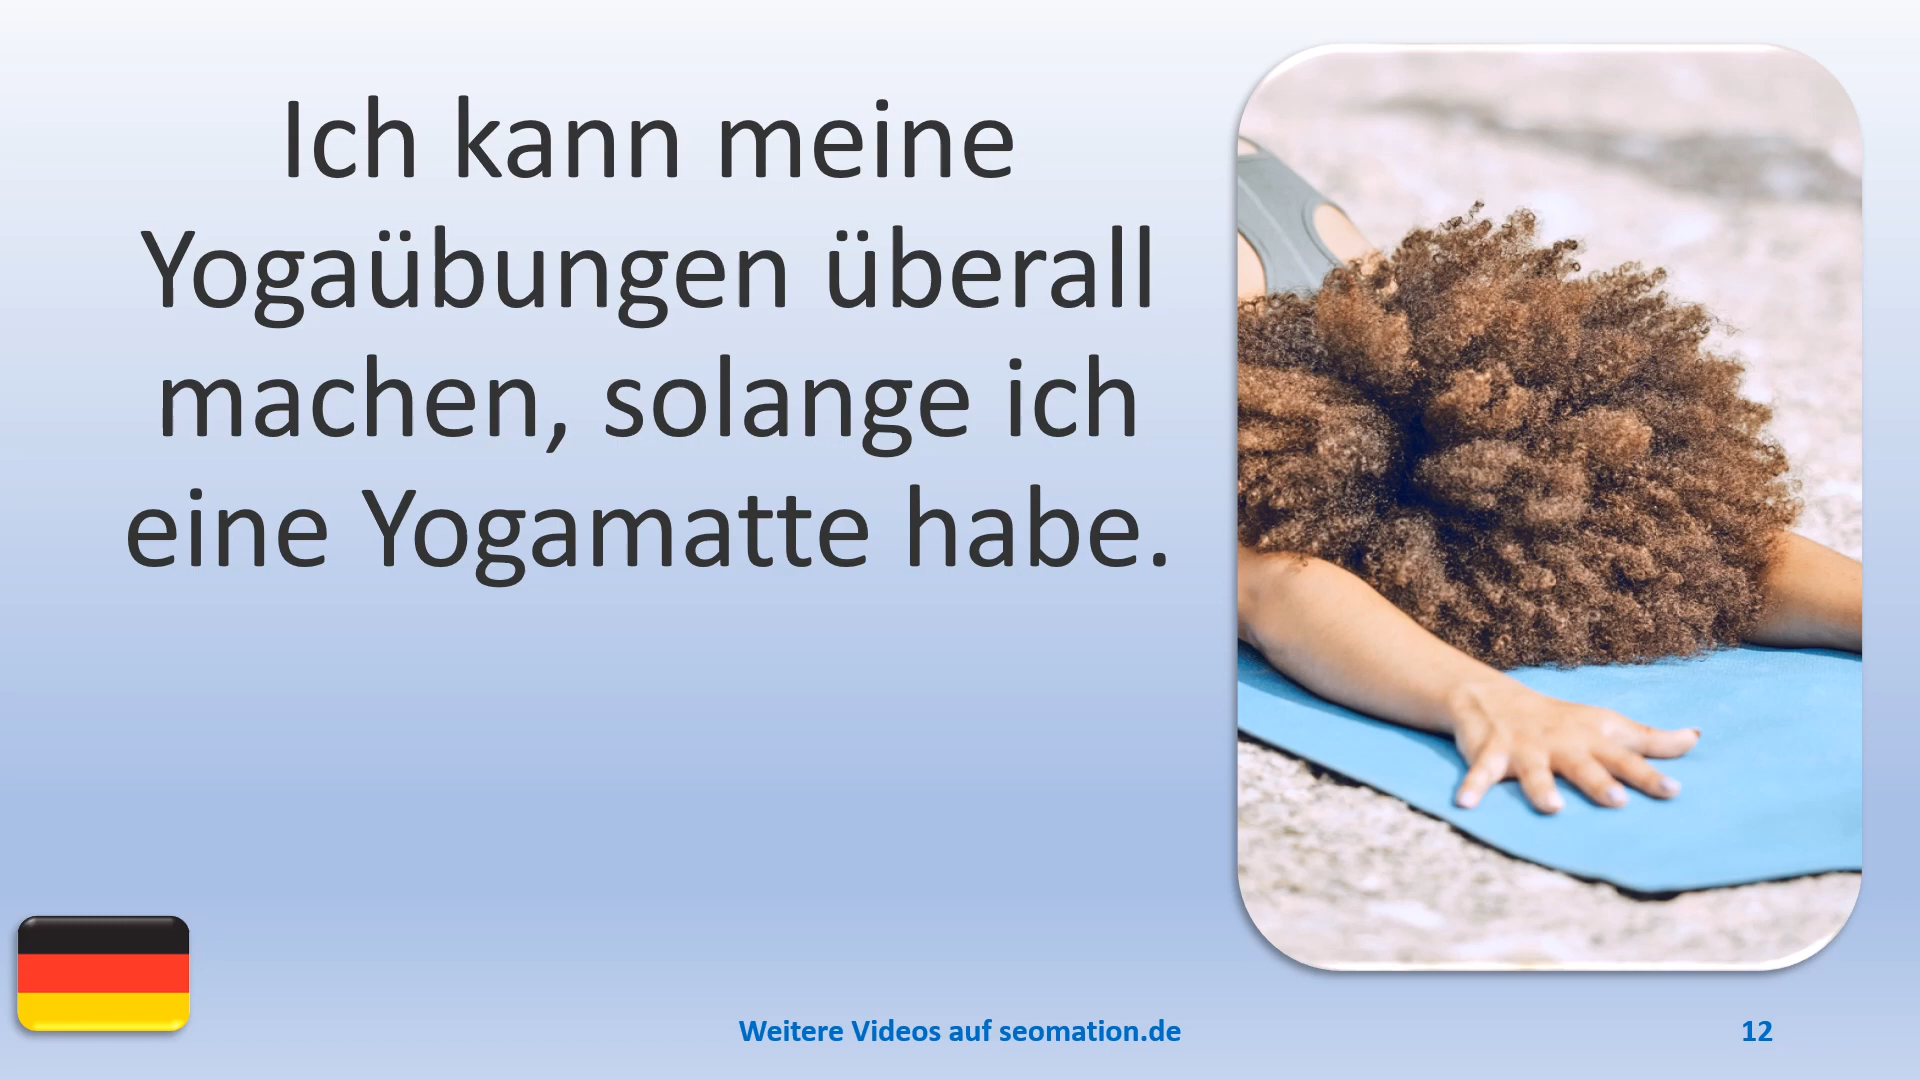 Ich kann meine
Yogaübungen überall
machen, solange ich
eine Yogamatte habe.
Weitere Videos auf seomation.de
12